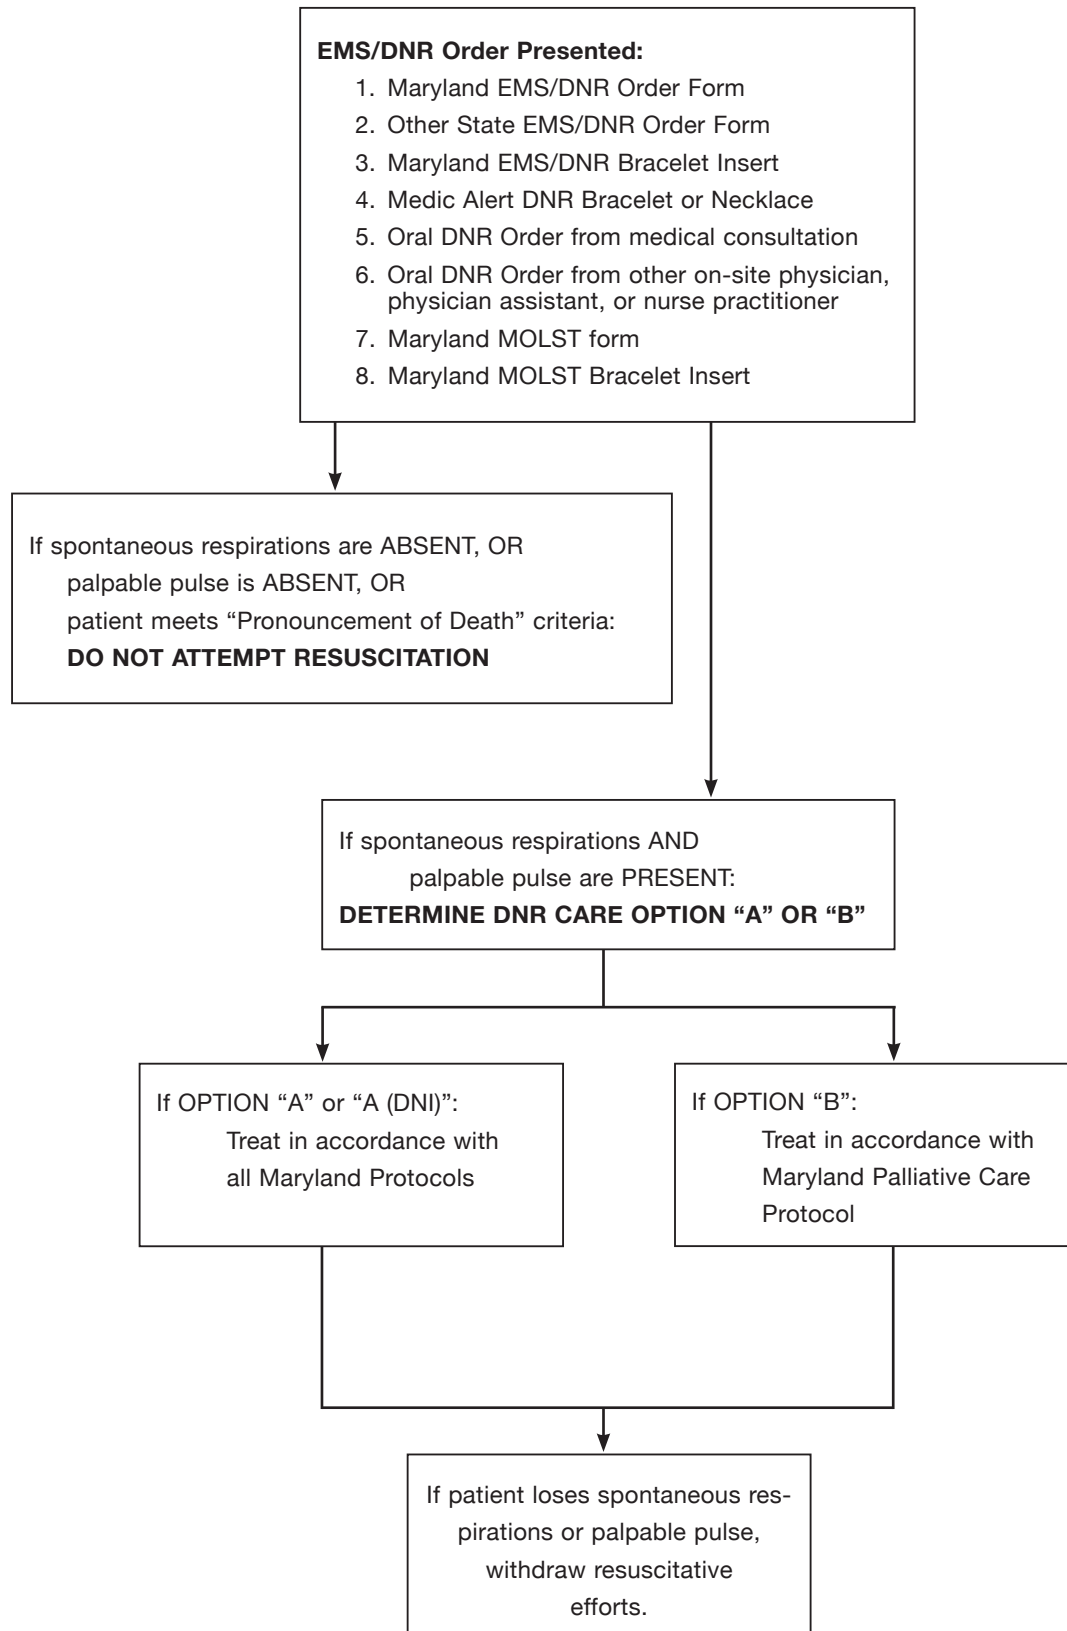 EMS/DNR Order Presented:
1. Maryland EMS/DNR Order Form
2. Other State EMS/DNR Order Form
3. Maryland EMS/DNR Bracelet Insert
4. Medic Alert DNR Bracelet or Necklace
5. Oral DNR Order from medical consultation
6. Oral DNR Order from other on-site physician,
physician assistant, or nurse practitioner
7. Maryland MOLST form
8. Maryland MOLST Bracelet Insert
If spontaneous respirations are ABSENT, OR
palpable pulse is ABSENT, OR
patient meets “Pronouncement of Death” criteria:
DO NOT ATTEMPT RESUSCITATION
If spontaneous respirations AND
palpable pulse are PRESENT:
DETERMINE DNR CARE OPTION “A” OR “B”
If OPTION “A” or “A (DNI)”:
Treat in accordance with
all Maryland Protocols
If OPTION “B”:
Treat in accordance with
Maryland Palliative Care
Protocol
If patient loses spontaneous res-
pirations or palpable pulse,
withdraw resuscitative
efforts.